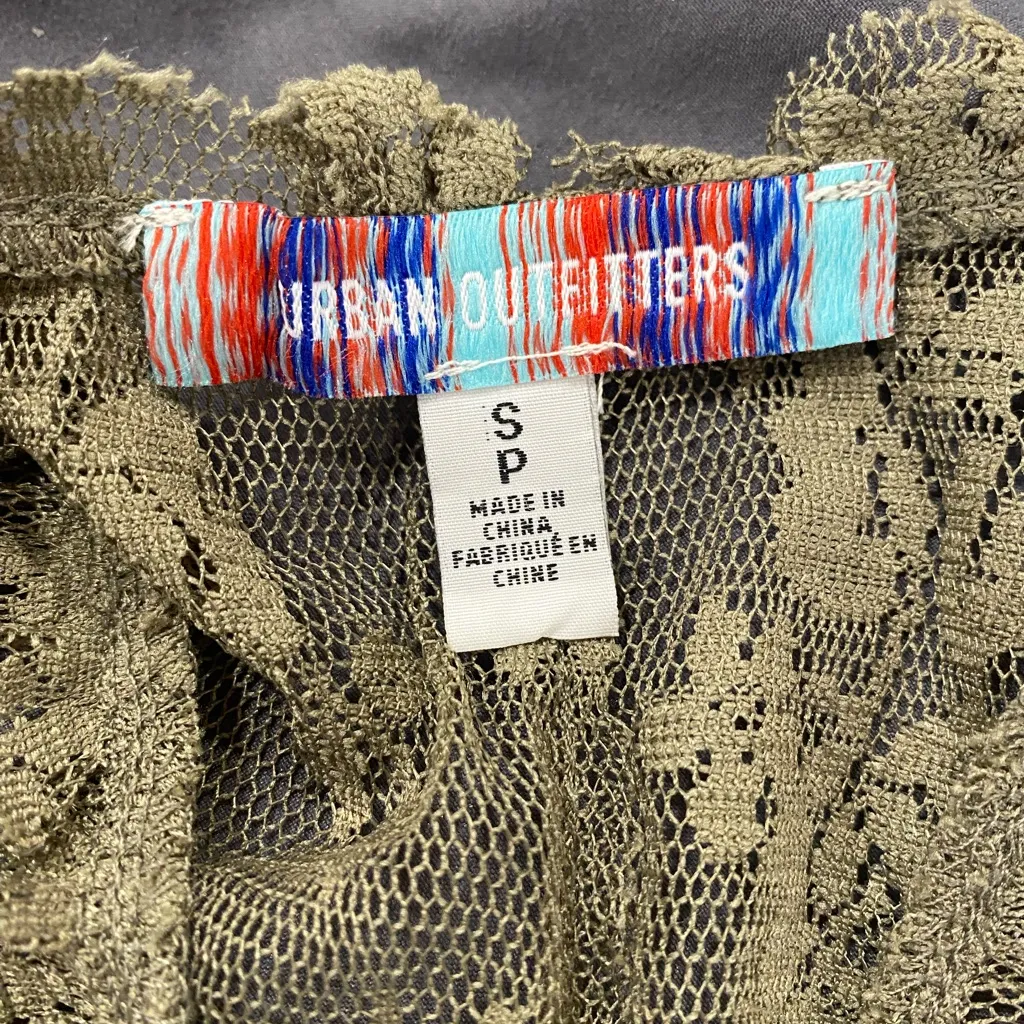 URBAN OUTFITTERS
S
P
MADE IN
CHINA
FABRIQUÉ EN
CHINE